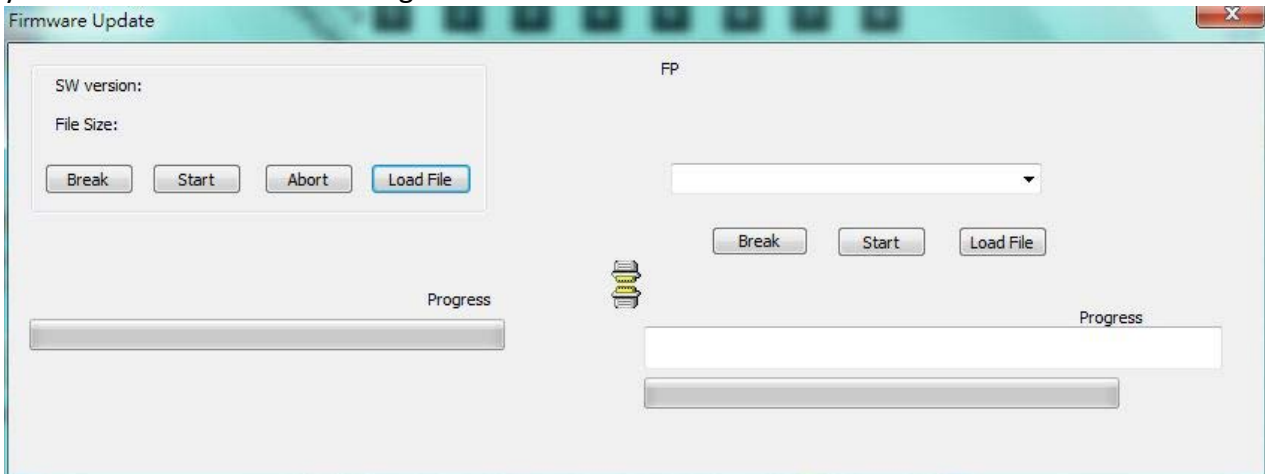 Firmware Update
SW version:
File Size:
Break Start Abort Load File
Progress
FP
Break Start Load File
Progress